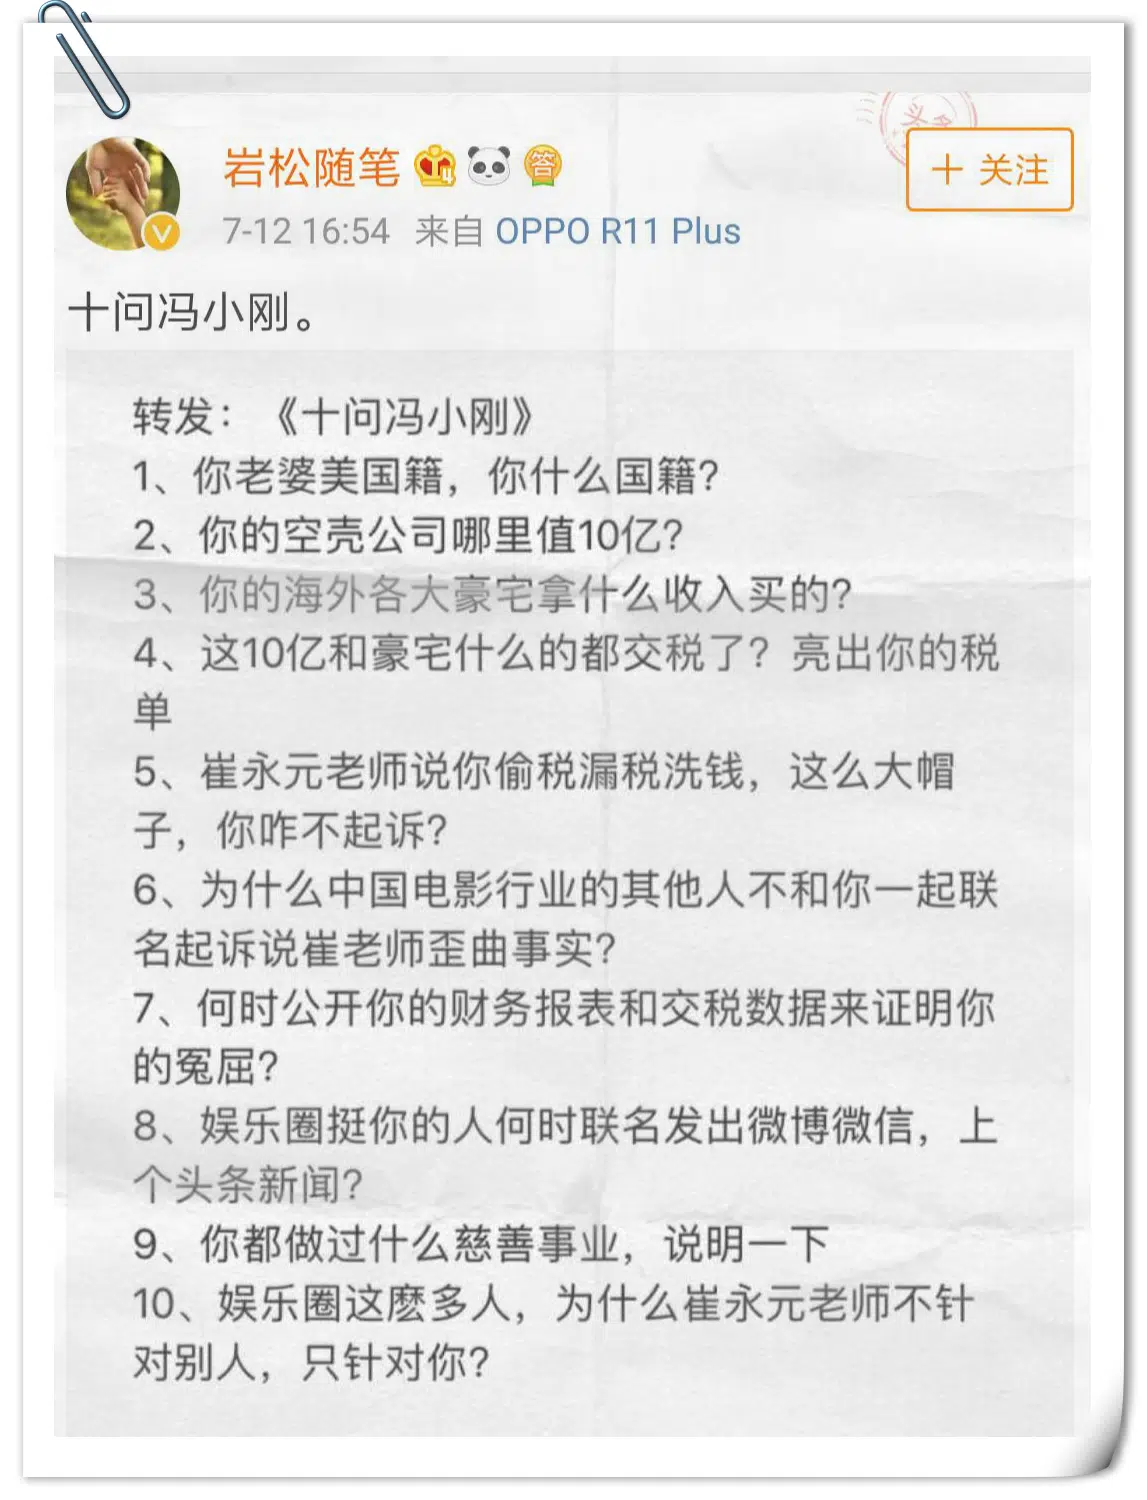 岩松随笔
答
十 关注
7-12 16:54 来自 OPPO R11 Plus
十问冯小刚。
转发：《十问冯小刚》
1、你老婆美国籍，你什么国籍？
2、你的空壳公司哪里值10亿？
3、你的海外各大豪宅拿什么收入买的？
4、这10亿和豪宅什么的都交税了？亮出你的税
单
5、崔永元老师说你偷税漏税洗钱，这么大帽
子，你咋不起诉？
6、为什么中国电影行业的其他人不和你一起联
名起诉说崔老师歪曲事实？
7、何时公开你的财务报表和交税数据来证明你
的冤屈？
8、娱乐圈挺你的人何时联名发出微博微信，上
个头条新闻？
9、你都做过什么慈善事业，说明一下
10、娱乐圈这麽多人，为什么崔永元老师不针
对别人，只针对你？